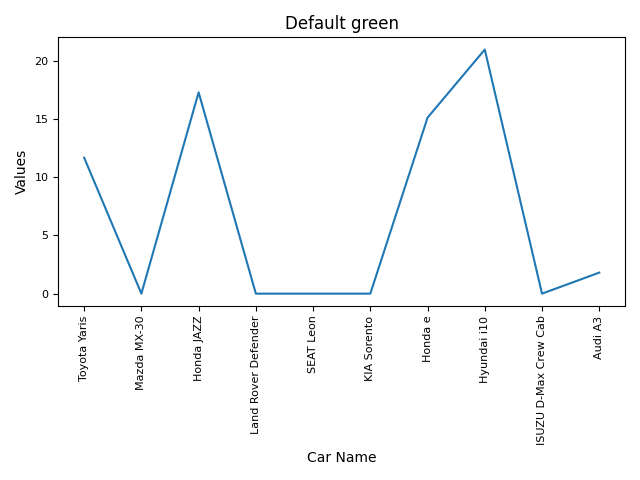 Default green
Values
20
15
10
5
0
Toyota Yaris
Mazda MX-30
Honda JAZZ
Land Rover Defender
SEAT Leon
KIA Sorento
Honda e
Hyundai i10
ISUZU D-Max Crew Cab
Audi A3
Car Name